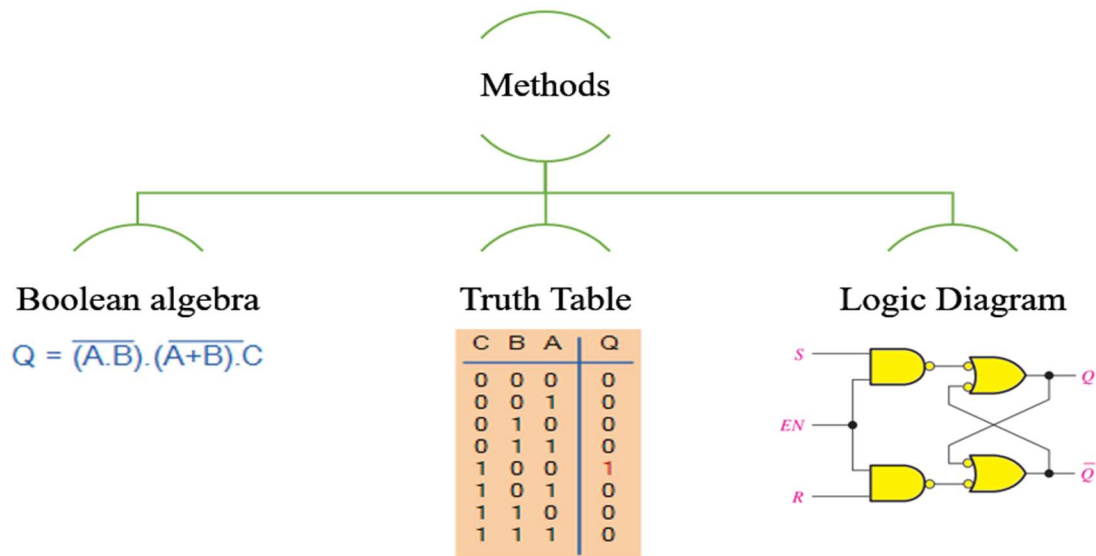 Methods
Boolean algebra
Q = \overline{(A.B)}.\overline{(A+B)}.C
Truth Table
C B A Q
0 0 0 0
0 0 1 0
0 1 0 0
0 1 1 0
1 0 0 1
1 0 1 0
1 1 0 0
1 1 1 0
Logic Diagram
S
Q
EN
Q̅
R